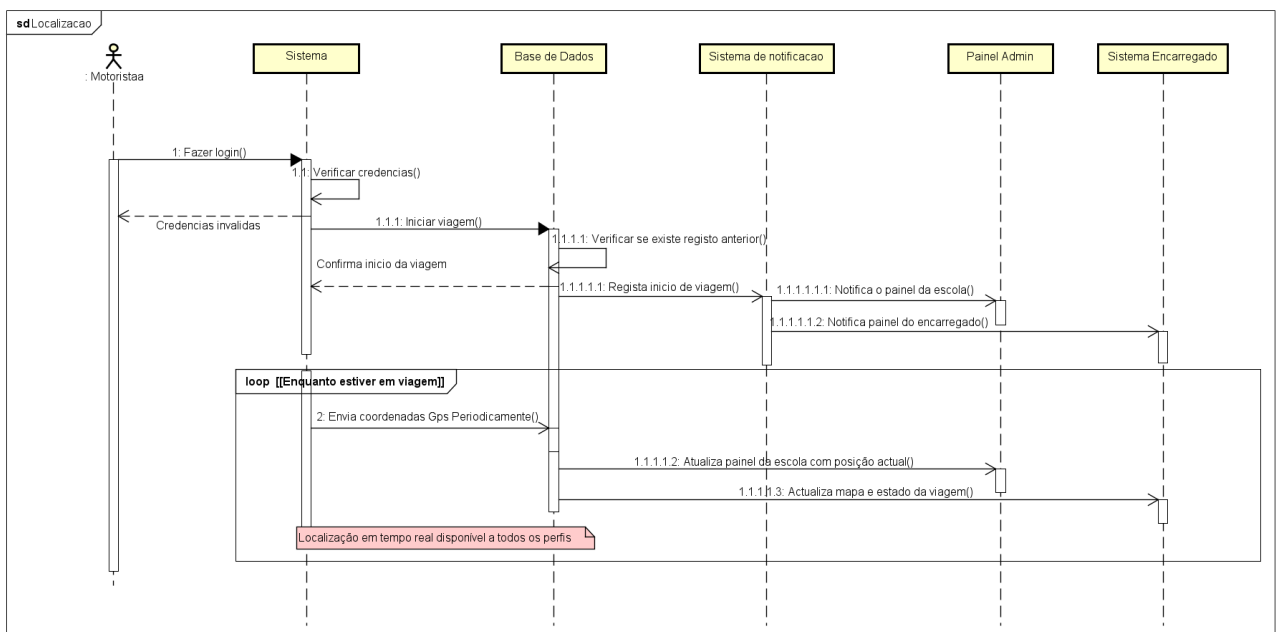 sd Localizacao
: Motoristaa
Sistema
Base de Dados
Sistema de notificacao
Painel Admin
Sistema Encarregado
1: Fazer login()
1.1: Verificar credencias()
Credencias invalidas
1.1.1: Iniciar viagem()
1.1.1.1: Verificar se existe registo anterior()
Confirma inicio da viagem
1.1.1.1.1: Regista inicio de viagem()
1.1.1.1.1.1: Notifica o painel da escola()
1.1.1.1.1.2: Notifica painel do encarregado()
loop [[Enquanto estiver em viagem]]
2: Envia coordenadas Gps Periodicamente()
1.1.1.1.2: Atualiza painel da escola com posição actual()
1.1.1.1.3: Actualiza mapa e estado da viagem()
Localização em tempo real disponível a todos os perfis